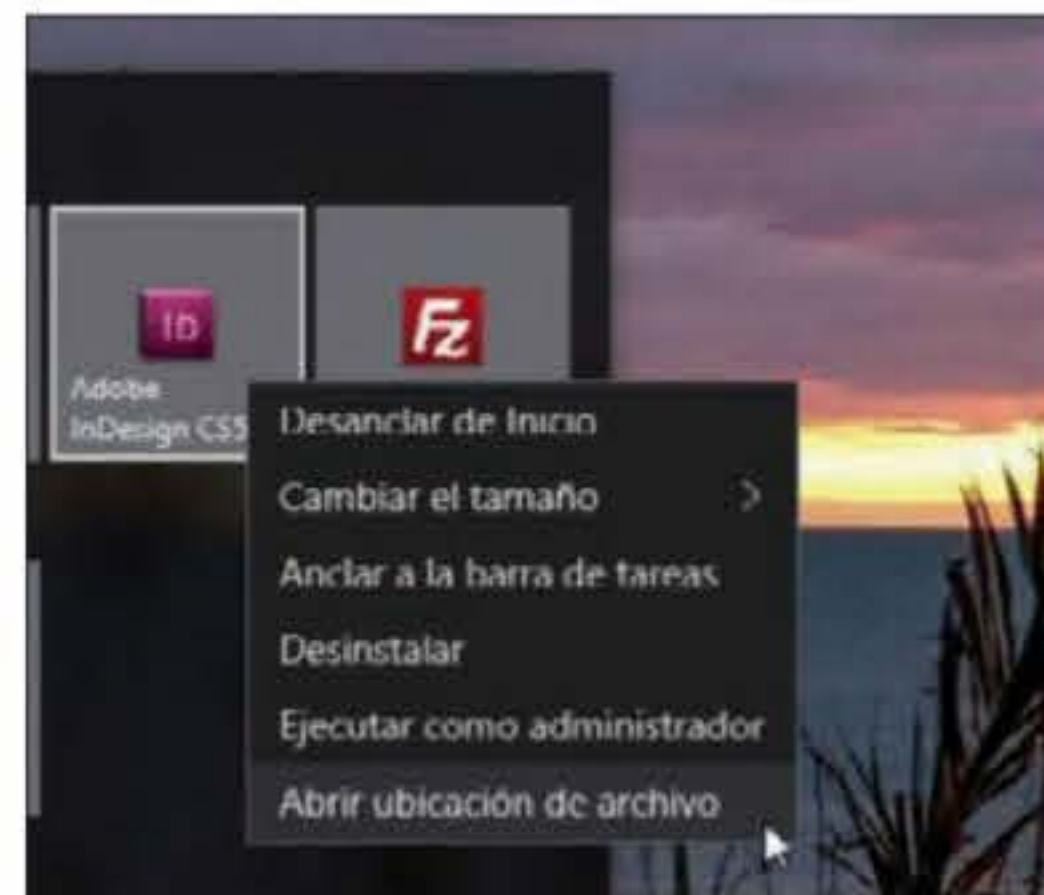 ID
Fz
Adobe
InDesign CS5
Desanclar de Inicio
Cambiar el tamaño
Anclar a la barra de tareas
Desinstalar
Ejecutar como administrador
Abrir ubicación de archivo